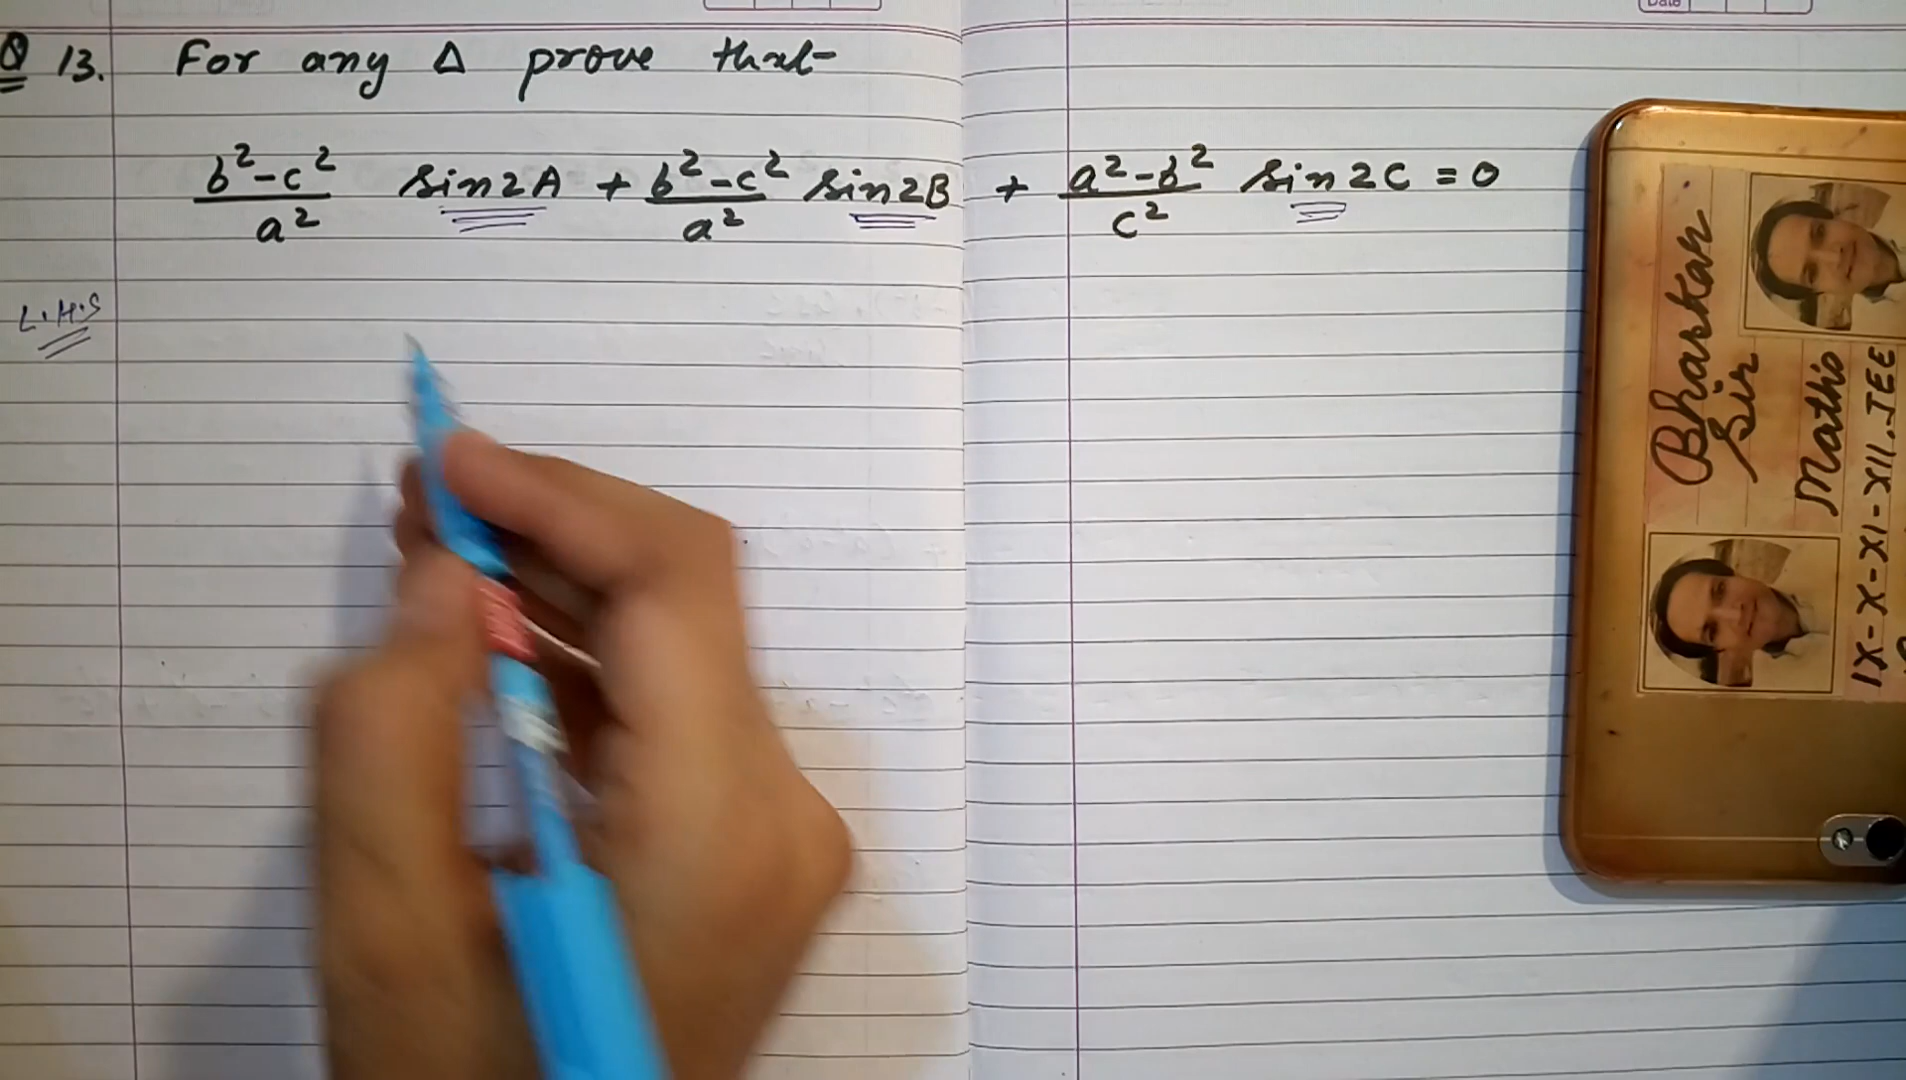 Q 13. For any Δ prove that
b²-c²/a² sin2A + b²-c²/a² sin2B + a²-b²/c² sin2C = 0
L.H.S
Date
Bhaskar
Sir
Maths
IX-X-XI-XII.JEE